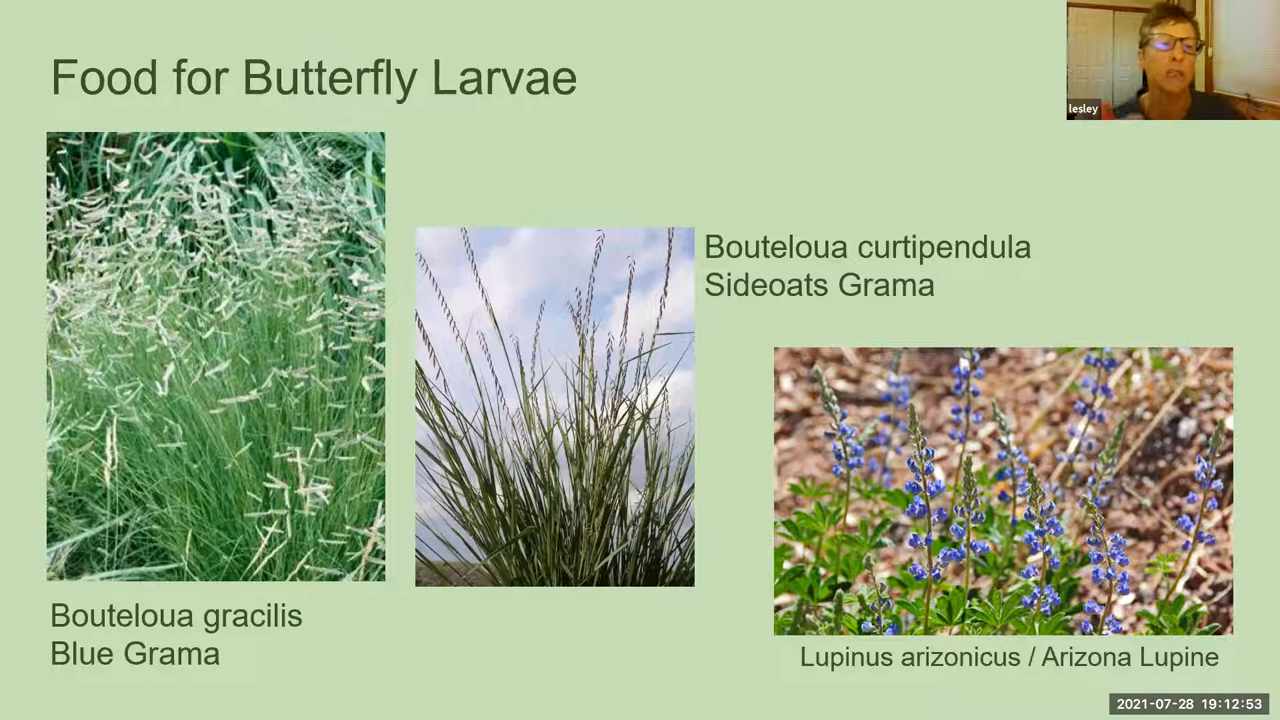 Food for Butterfly Larvae
lesley
Bouteloua curtipendula
Sideoats Grama
Bouteloua gracilis
Blue Grama
Lupinus arizonicus / Arizona Lupine
2021-07-28 19:12:53